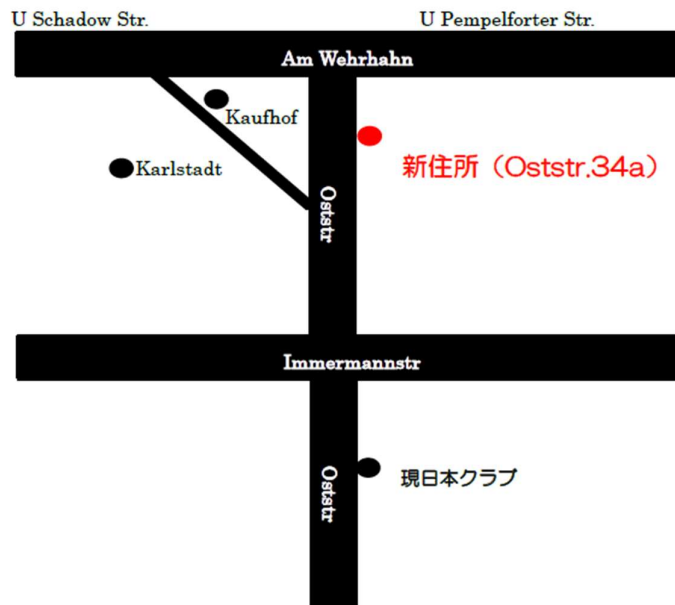 U Schadow Str.
U Pempelforter Str.
Am Wehrhahn
Kaufhof
Karlstadt
新住所（Oststr.34a）
Oststr
Immermannstr
Oststr
現日本クラブ